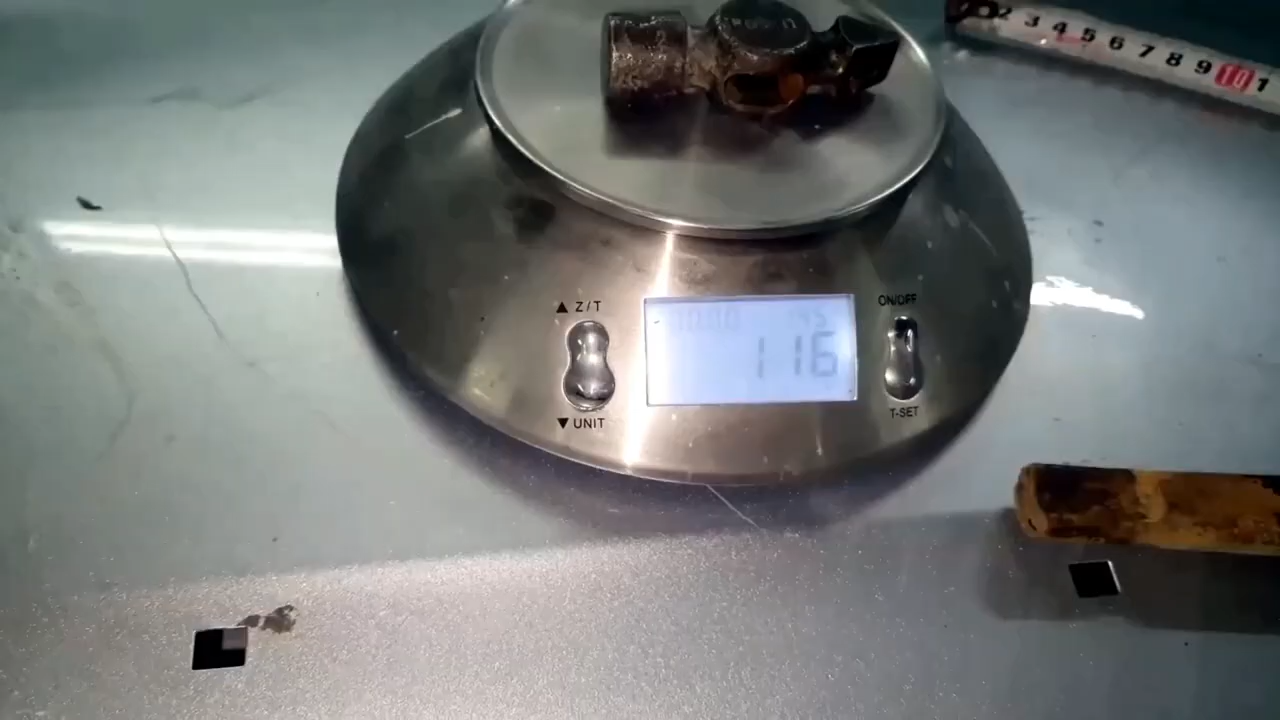 2 3 4 5 6 7 8 9 10 1
▲ Z/T
ON/OFF
116
▼ UNIT
T-SET